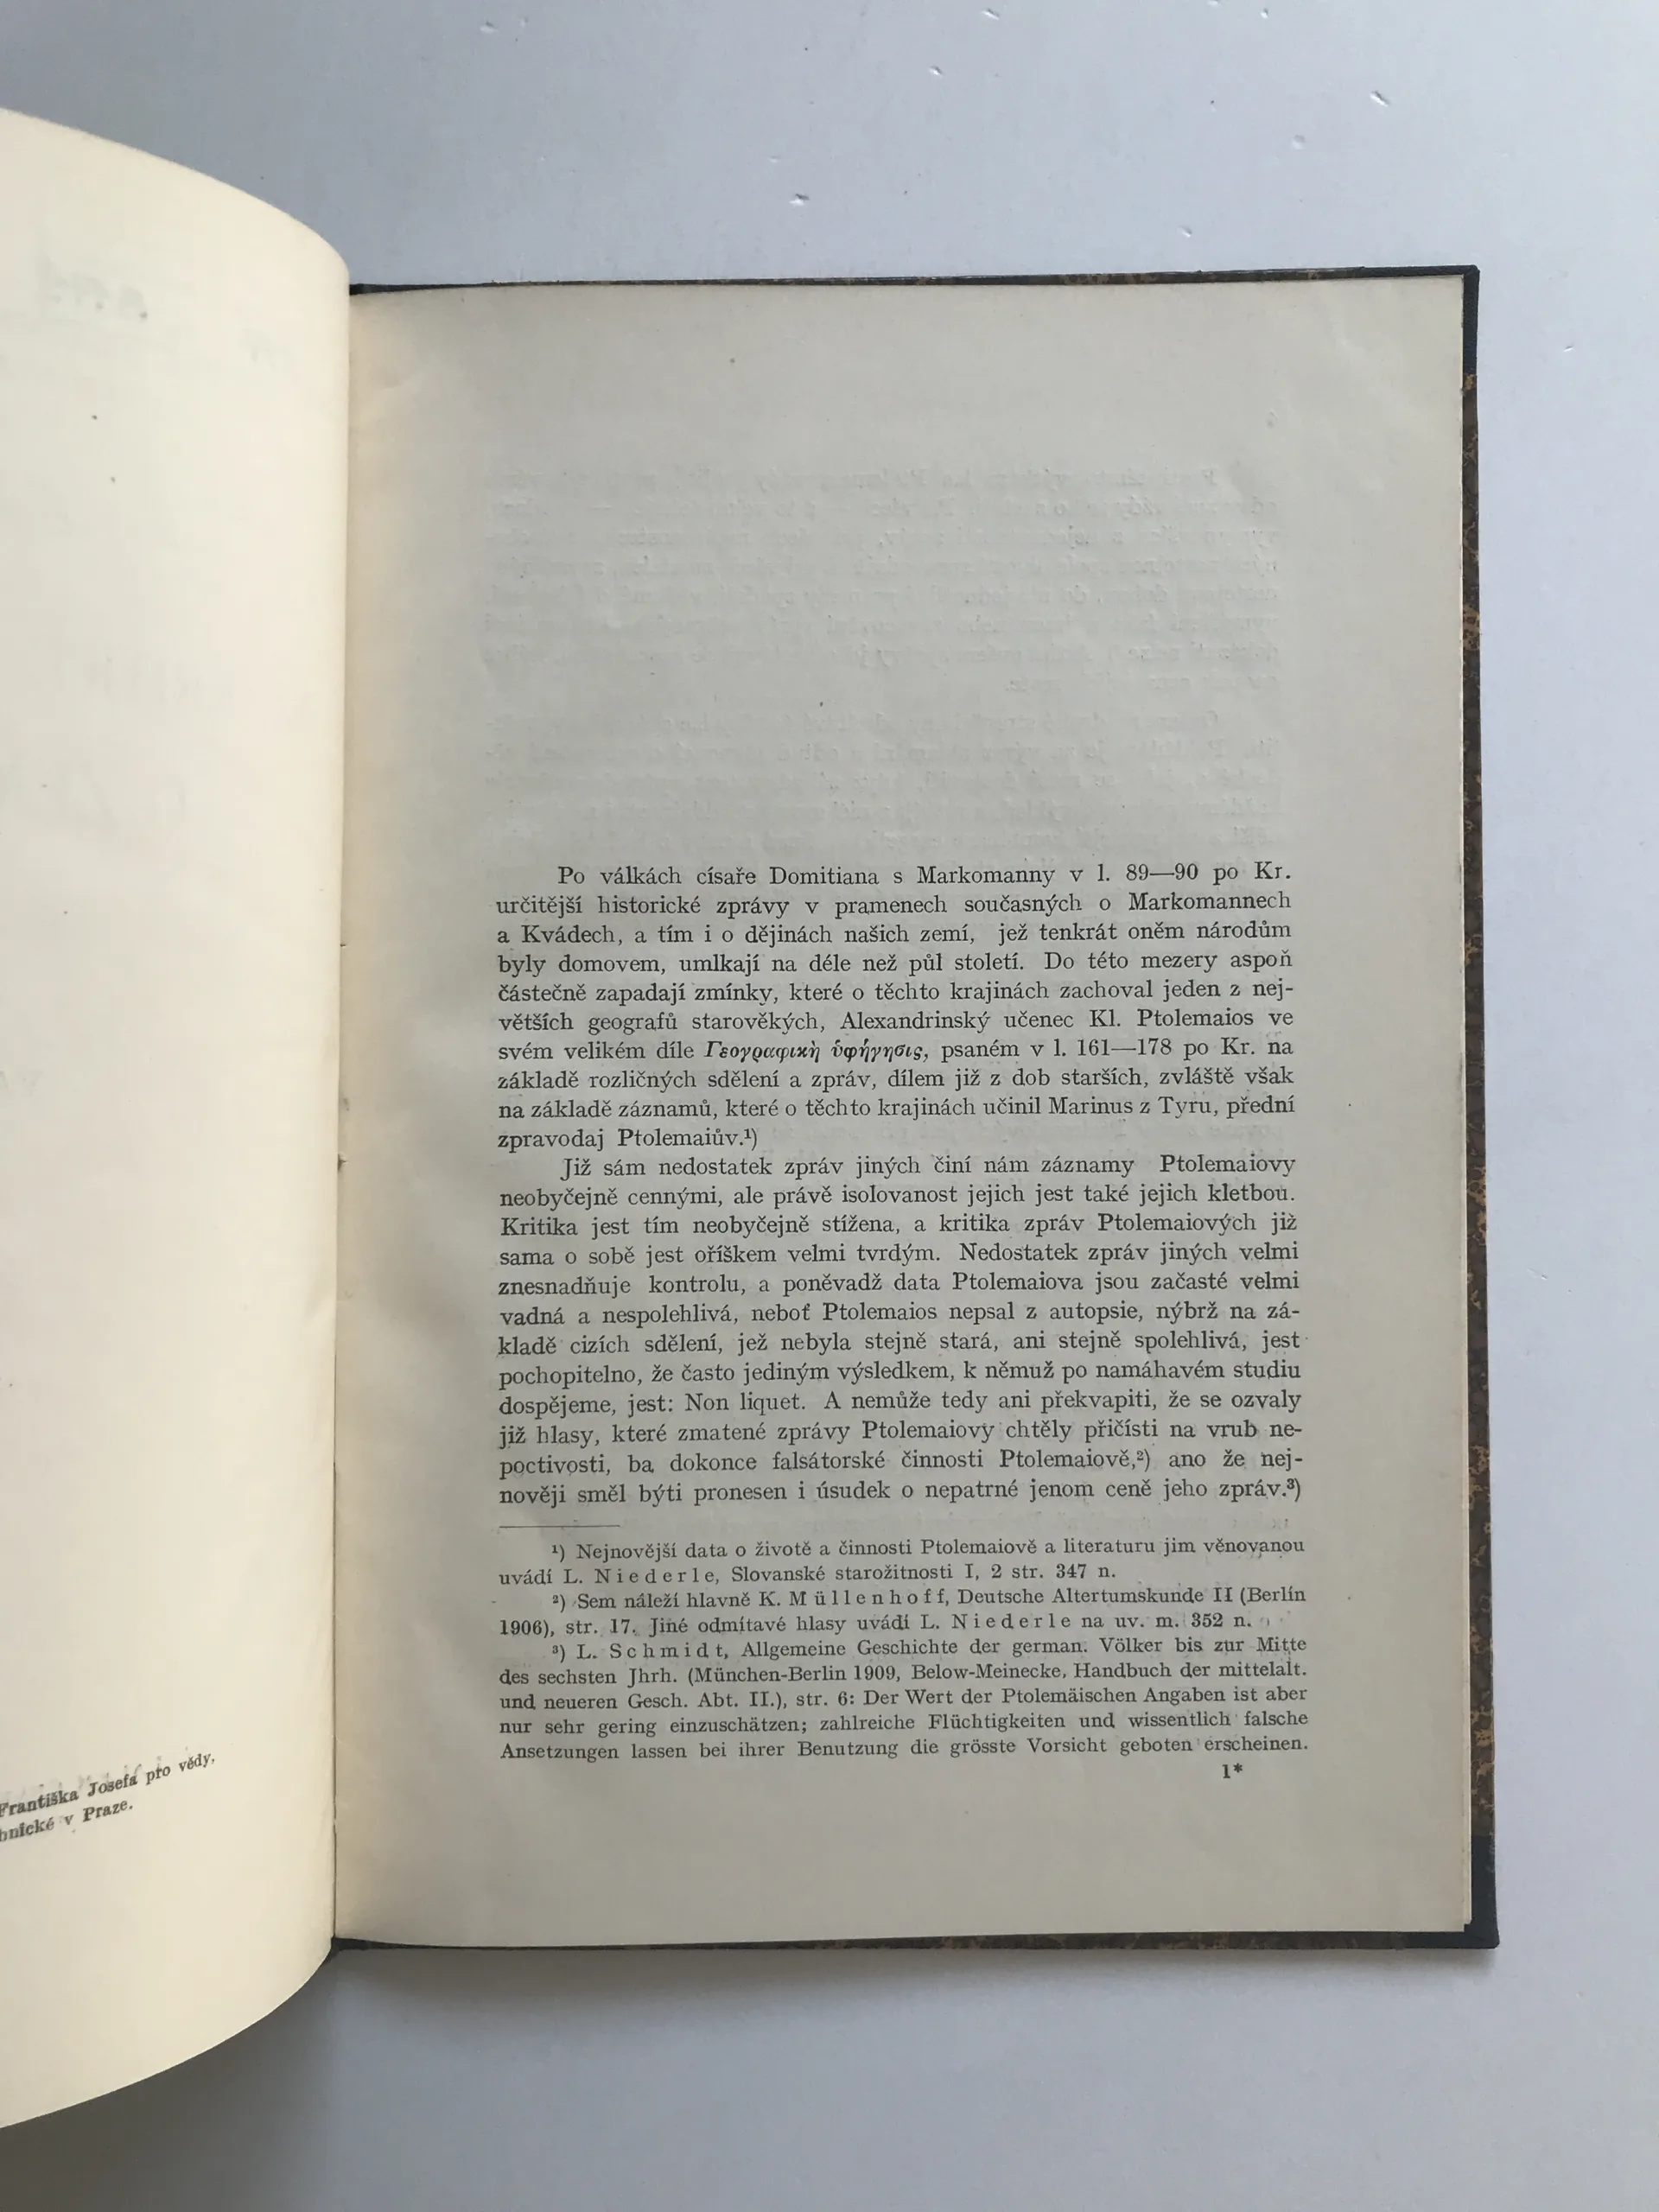 Františka Josefa pro vědy,
v Praze.
Po válkách císaře Domitiana s Markomanny v l. 89—90 po Kr.
určitější historické zprávy v pramenech současných o Markomannech
a Kvádech, a tím i o dějinách našich zemí, jež tenkrát oněm národům
byly domovem, umlkají na déle než půl století. Do této mezery aspoň
částečně zapadají zmínky, které o těchto krajinách zachoval jeden z nej-
větších geografů starověkých, Alexandrinský učenec Kl. Ptolemaios ve
svém velikém díle Γεογραφικὴ ὑφήγησις, psaném v l. 161—178 po Kr. na
základě rozličných sdělení a zpráv, dílem již z dob starších, zvláště však
na základě záznamů, které o těchto krajinách učinil Marinus z Tyru, přední
zpravodaj Ptolemaiův.¹)
Již sám nedostatek zpráv jiných činí nám záznamy Ptolemaiovy
neobyčejně cennými, ale právě isolovanost jejich jest také jejich kletbou.
Kritika jest tím neobyčejně stížena, a kritika zpráv Ptolemaiových již
sama o sobě jest oříškem velmi tvrdým. Nedostatek zpráv jiných velmi
znesnadňuje kontrolu, a poněvadž data Ptolemaiova jsou začasté velmi
vadná a nespolehlivá, neboť Ptolemaios nepsal z autopsie, nýbrž na zá-
kladě cizích sdělení, jež nebyla stejně stará, ani stejně spolehlivá, jest
pochopitelno, že často jediným výsledkem, k němuž po namáhavém studiu
dospějeme, jest: Non liquet. A nemůže tedy ani překvapiti, že se ozvaly
již hlasy, které zmatené zprávy Ptolemaiovy chtěly přičísti na vrub ne-
poctivosti, ba dokonce falsátorské činnosti Ptolemaiově,²) ano že nej-
nověji směl býti pronesen i úsudek o nepatrné jenom ceně jeho zpráv.³)
¹) Nejnovější data o životě a činnosti Ptolemaiově a literaturu jim věnovanou
uvádí L. Niederle, Slovanské starožitnosti I, 2 str. 347 n.
²) Sem náleží hlavně K. Müllenhoff, Deutsche Altertumskunde II (Berlín
1906), str. 17. Jiné odmítavé hlasy uvádí L. Niederle na uv. m. 352 n.
³) L. Schmidt, Allgemeine Geschichte der german. Völker bis zur Mitte
des sechsten Jhrh. (München-Berlin 1909, Below-Meinecke, Handbuch der mittelalt.
und neueren Gesch. Abt. II.), str. 6: Der Wert der Ptolemäischen Angaben ist aber
nur sehr gering einzuschätzen; zahlreiche Flüchtigkeiten und wissentlich falsche
Ansetzungen lassen bei ihrer Benutzung die grösste Vorsicht geboten erscheinen.
1*